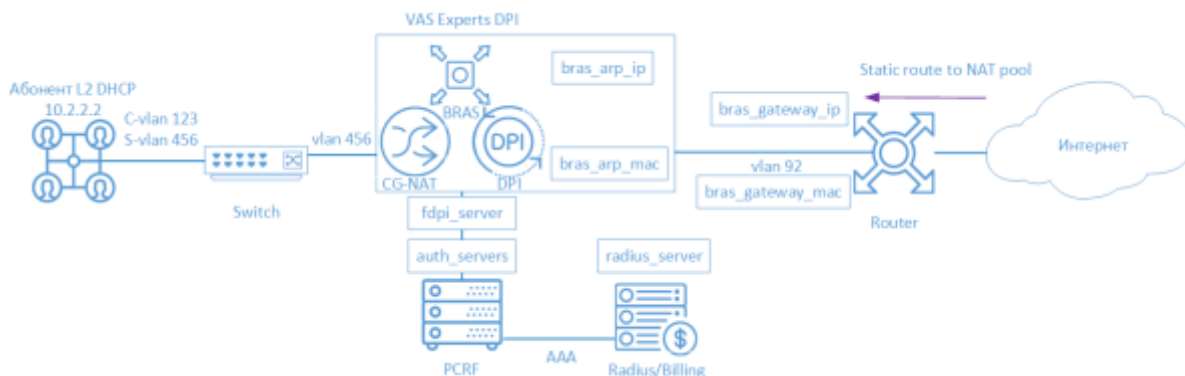 VAS Experts DPI
bras_arp_ip
Static route to NAT pool
Абонент L2 DHCP
10.2.2.2
C-vlan 123
S-vlan 456
vlan 456
BRAS
bras_gateway_ip
DPI
Интернет
CG-NAT
DPI
bras_arp_mac
vlan 92
bras_gateway_mac
Switch
Router
fdpi_server
auth_servers
radius_server
AAA
PCRF
Radius/Billing